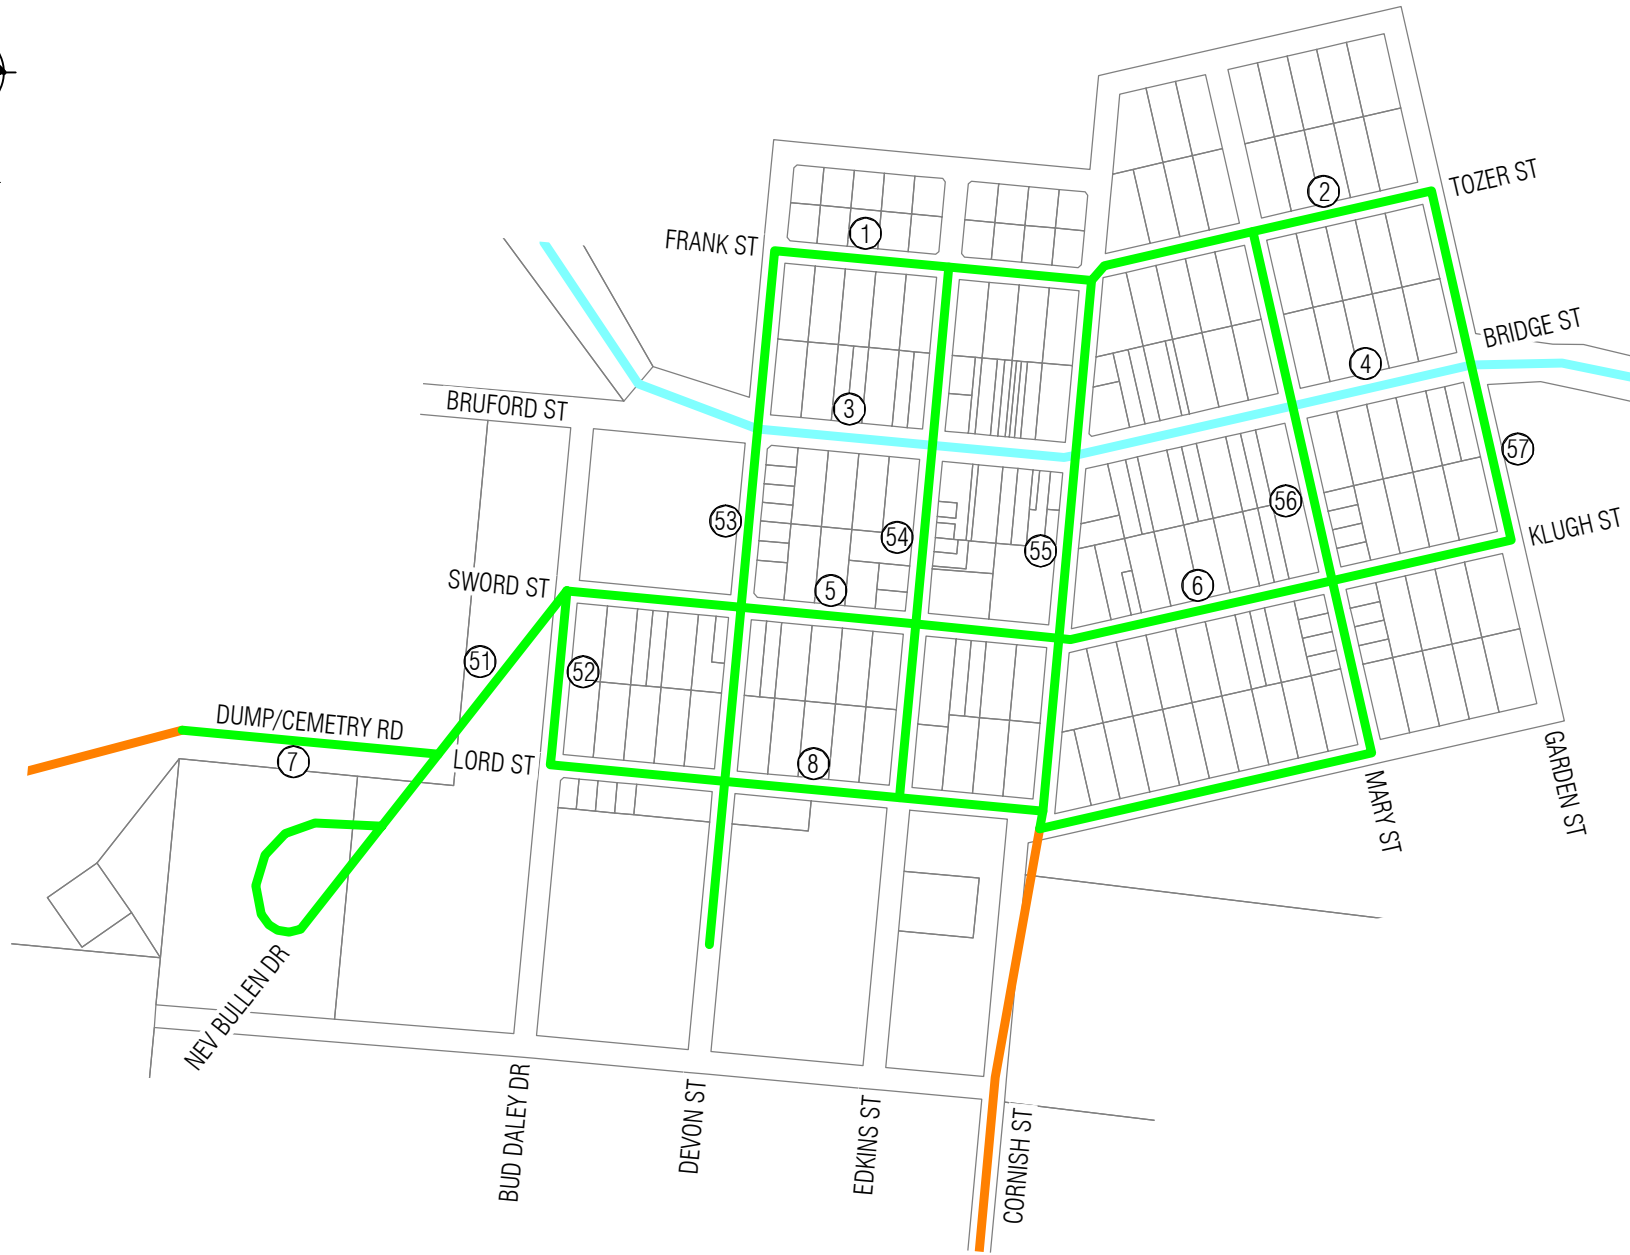 TOZER ST
2
1
FRANK ST
BRIDGE ST
4
BRUFORD ST
3
57
56
KLUGH ST
53
54
55
SWORD ST
5
6
51
52
DUMP/CEMETRY RD
7
LORD ST
8
GARDEN ST
MARY ST
NEV BULLEN DR
BUD DALEY DR
DEVON ST
EDKINS ST
CORNISH ST